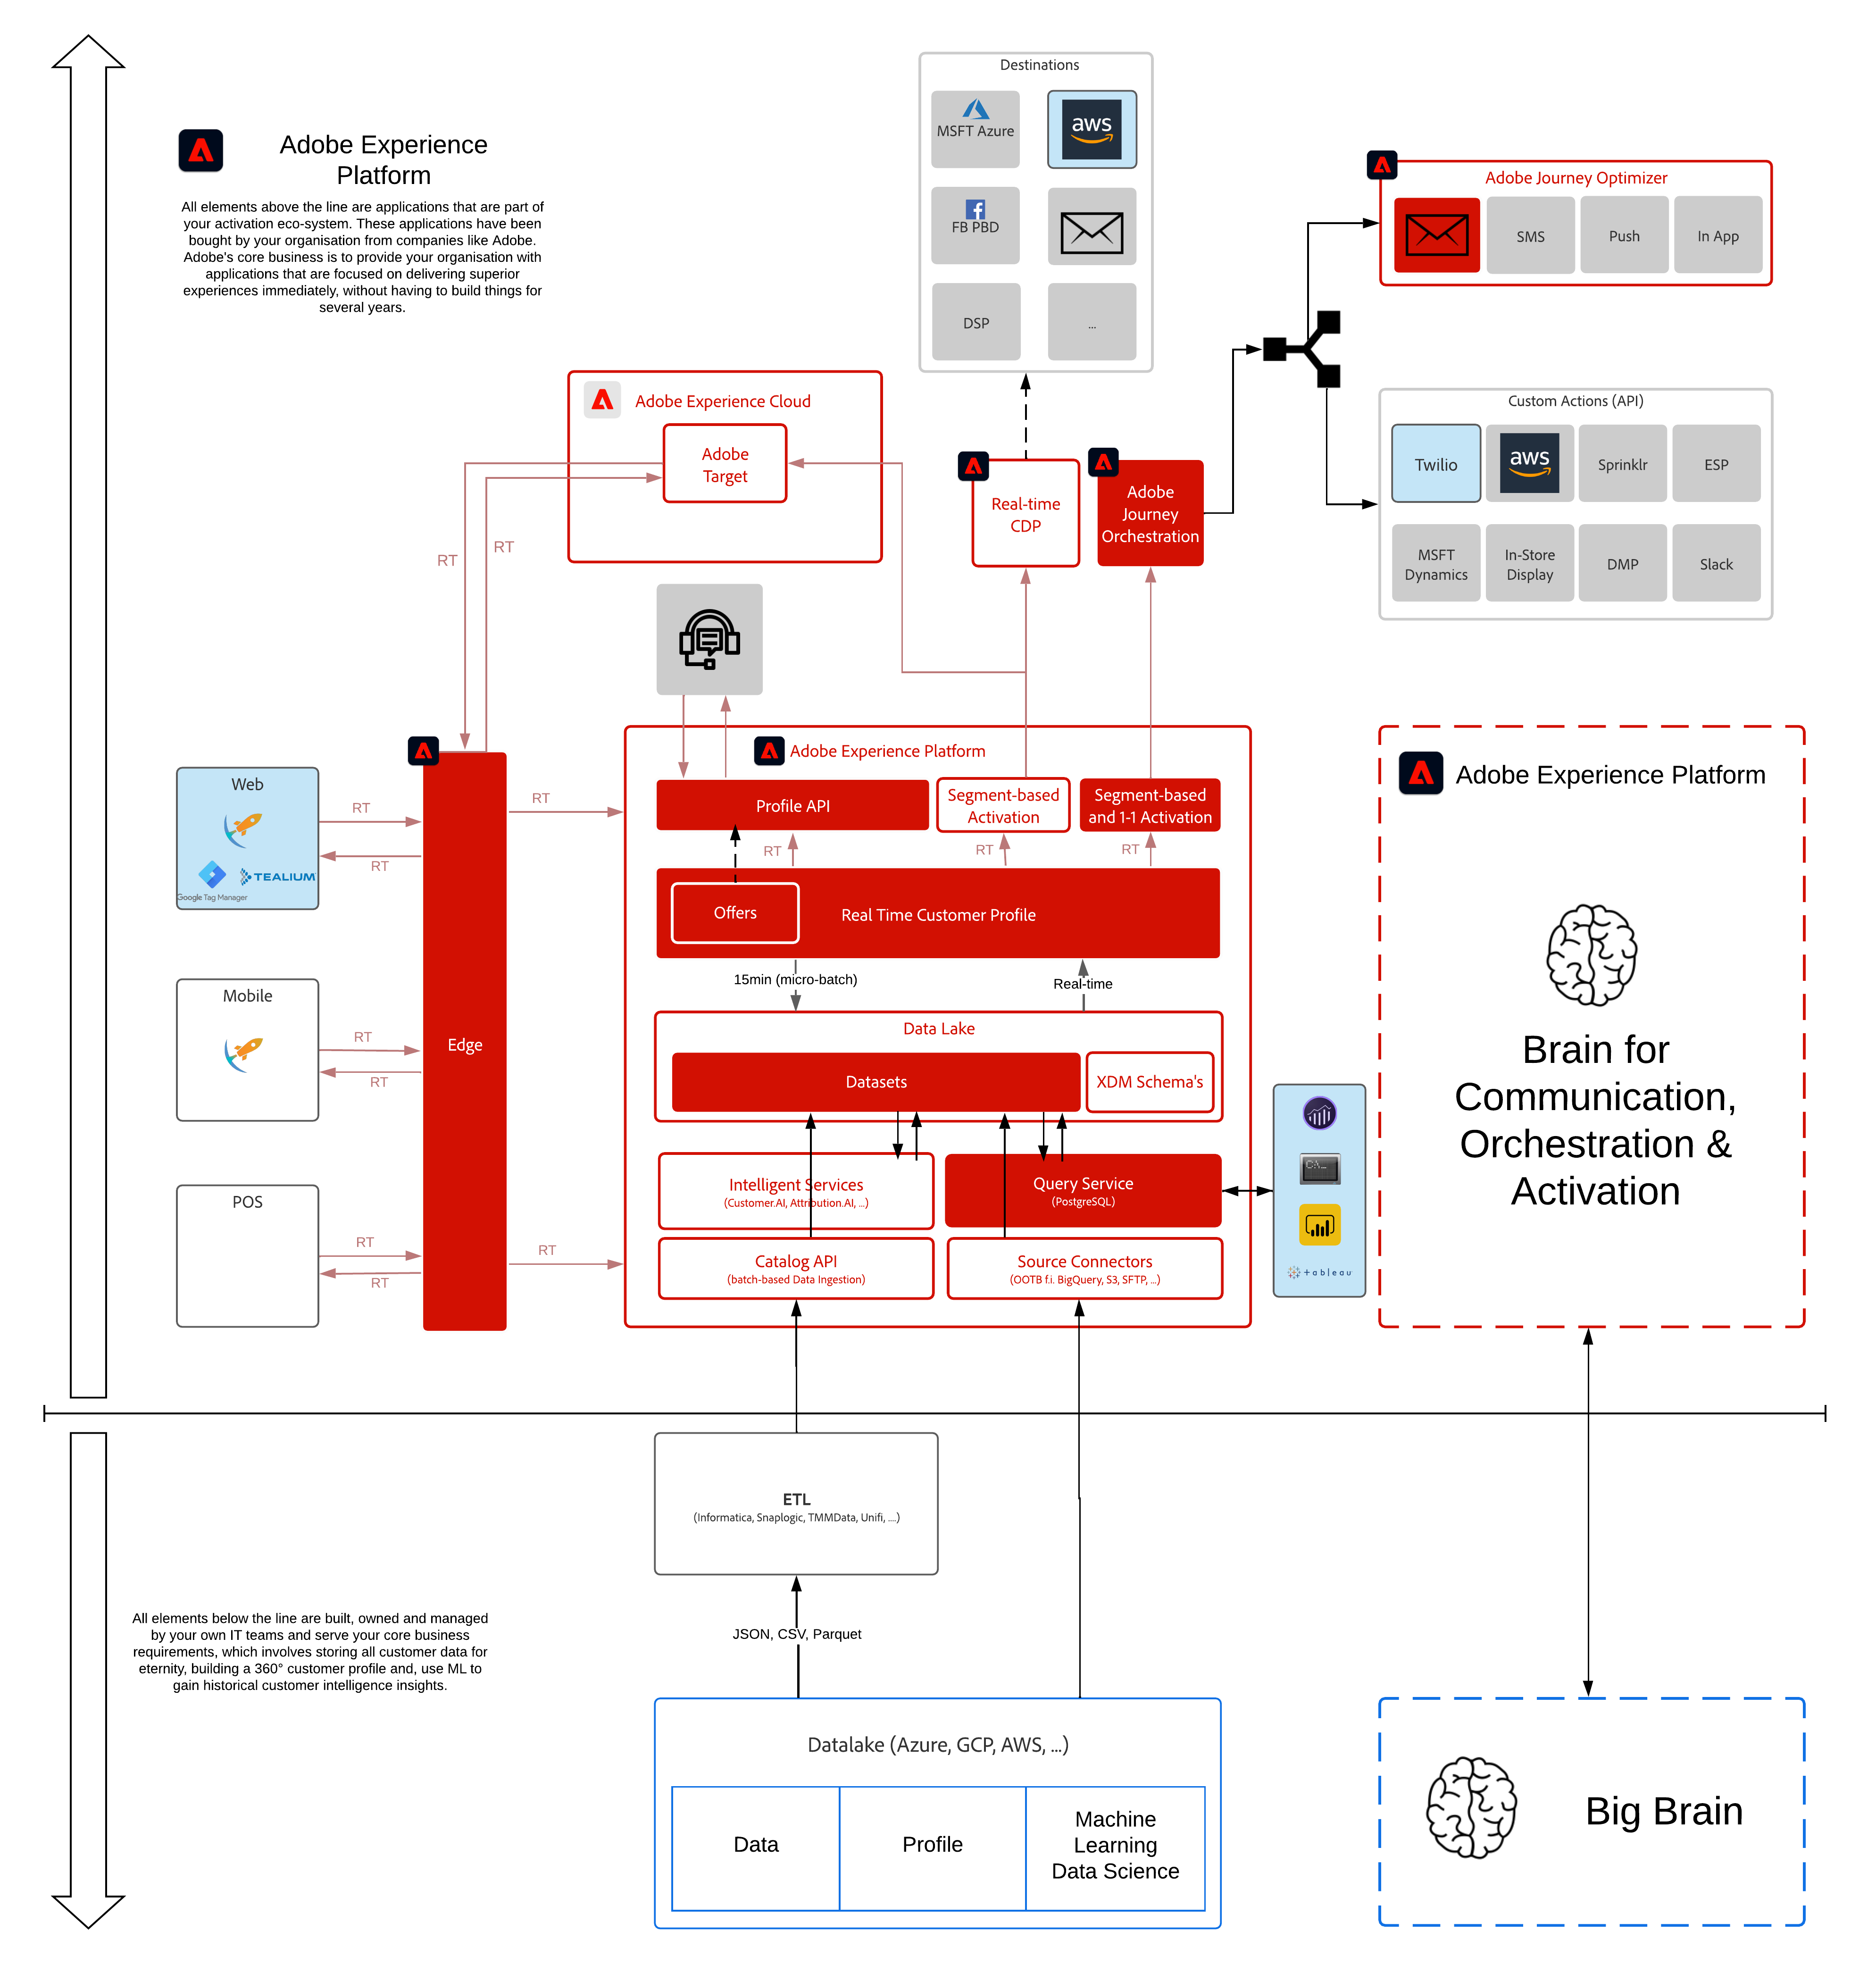 Destinations
MSFT Azure
aws
FB PBD
DSP
...
Adobe Experience
Platform
All elements above the line are applications that are part of
your activation eco-system. These applications have been
bought by your organisation from companies like Adobe.
Adobe's core business is to provide your organisation with
applications that are focused on delivering superior
experiences immediately, without having to build things for
several years.
Adobe Journey Optimizer
SMS
Push
In App
Adobe Experience Cloud
Adobe
Target
Real-time
CDP
Adobe
Journey
Orchestration
Custom Actions (API)
Twilio
aws
Sprinklr
ESP
MSFT
Dynamics
In-Store
Display
DMP
Slack
RT
RT
Web
Google Tag Manager
TEALIUM
RT
RT
Mobile
RT
RT
POS
RT
RT
Edge
RT
RT
Adobe Experience Platform
Profile API
Segment-based
Activation
Segment-based
and 1-1 Activation
RT
RT
RT
Offers
Real Time Customer Profile
15min (micro-batch)
Real-time
Data Lake
Datasets
XDM Schema's
Intelligent Services
(Customer.AI, Attribution.AI, ...)
Query Service
(PostgreSQL)
Catalog API
(batch-based Data Ingestion)
Source Connectors
(OOTB f.i. BigQuery, S3, SFTP, ...)
C:\_
+ableau
Adobe Experience Platform
Brain for
Communication,
Orchestration &
Activation
ETL
(Informatica, Snaplogic, TMMData, Unifi, ....)
JSON, CSV, Parquet
All elements below the line are built, owned and managed
by your own IT teams and serve your core business
requirements, which involves storing all customer data for
eternity, building a 360° customer profile and, use ML to
gain historical customer intelligence insights.
Datalake (Azure, GCP, AWS, ...)
Data
Profile
Machine
Learning
Data Science
Big Brain